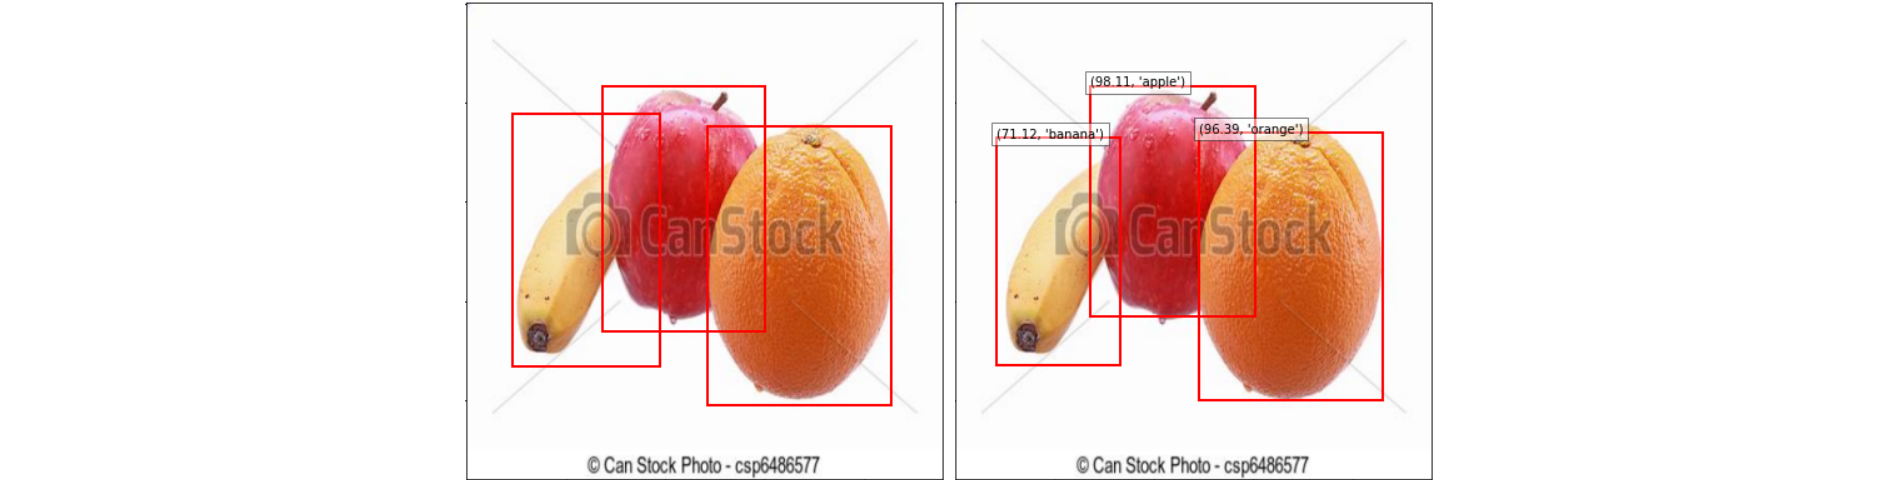 CanStock
© Can Stock Photo - csp6486577
(98.11, 'apple')
(71.12, 'banana')
(96.39, 'orange')
CanStock
© Can Stock Photo - csp6486577